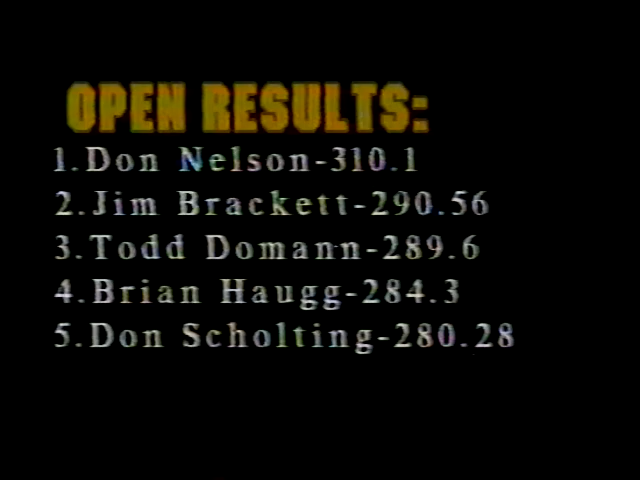 OPEN RESULTS:
1.Don Nelson-310.1
2.Jim Brackett-290.56
3.Todd Domann-289.6
4.Brian Haugg-284.3
5.Don Scholting-280.28